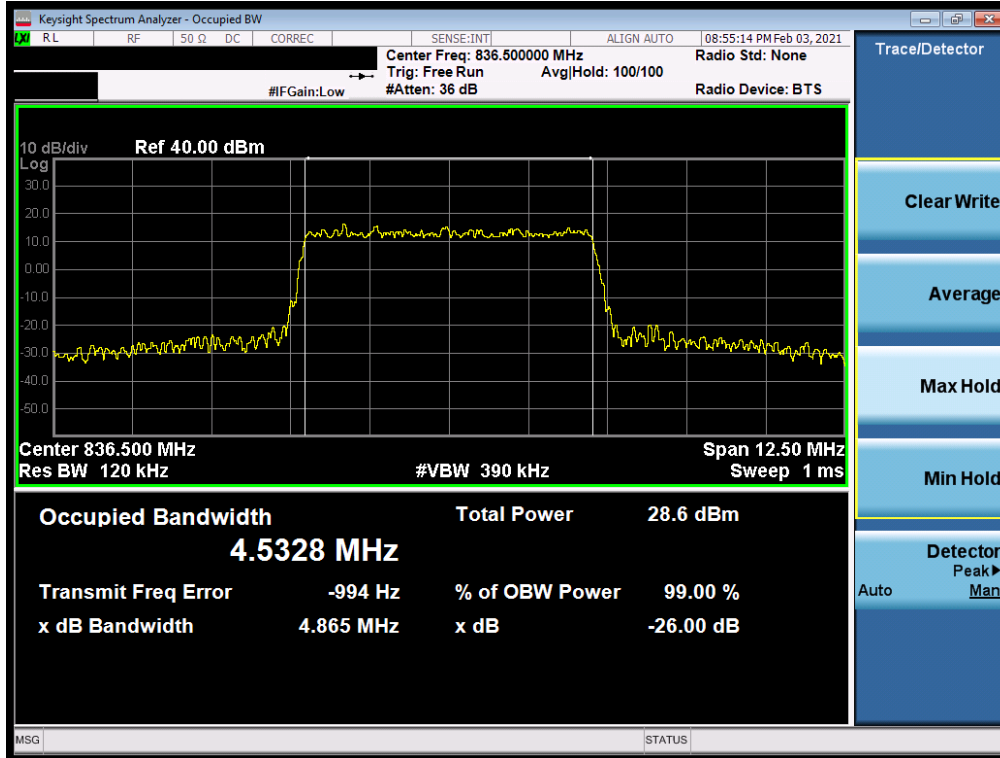 Keysight Spectrum Analyzer - Occupied BW
LXI RL RF 50 Ω DC CORREC SENSE:INT ALIGN AUTO 08:55:14 PM Feb 03, 2021
Center Freq: 836.500000 MHz Radio Std: None
Trig: Free Run Avg|Hold: 100/100
#IFGain:Low #Atten: 36 dB Radio Device: BTS
10 dB/div Ref 40.00 dBm
Log
30.0
20.0
10.0
0.00
-10.0
-20.0
-30.0
-40.0
-50.0
Center 836.500 MHz Span 12.50 MHz
Res BW 120 kHz #VBW 390 kHz Sweep 1 ms
Occupied Bandwidth Total Power 28.6 dBm
4.5328 MHz
Transmit Freq Error -994 Hz % of OBW Power 99.00 %
x dB Bandwidth 4.865 MHz x dB -26.00 dB
MSG STATUS
Trace/Detector
Clear Write
Average
Max Hold
Min Hold
Detector
Peak▶
Auto Man